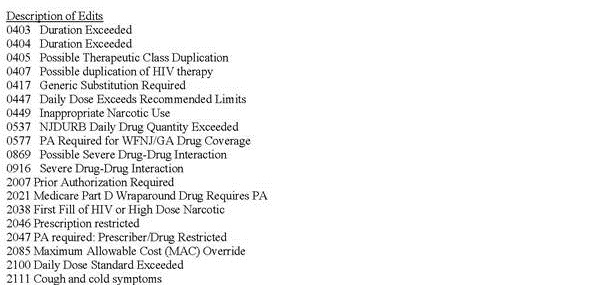 Description of Edits
0403 Duration Exceeded
0404 Duration Exceeded
0405 Possible Therapeutic Class Duplication
0407 Possible duplication of HIV therapy
0417 Generic Substitution Required
0447 Daily Dose Exceeds Recommended Limits
0449 Inappropriate Narcotic Use
0537 NJDURB Daily Drug Quantity Exceeded
0577 PA Required for WFNJ/GA Drug Coverage
0869 Possible Severe Drug-Drug Interaction
0916 Severe Drug-Drug Interaction
2007 Prior Authorization Required
2021 Medicare Part D Wraparound Drug Requires PA
2038 First Fill of HIV or High Dose Narcotic
2046 Prescription restricted
2047 PA required: Prescriber/Drug Restricted
2085 Maximum Allowable Cost (MAC) Override
2100 Daily Dose Standard Exceeded
2111 Cough and cold symptoms